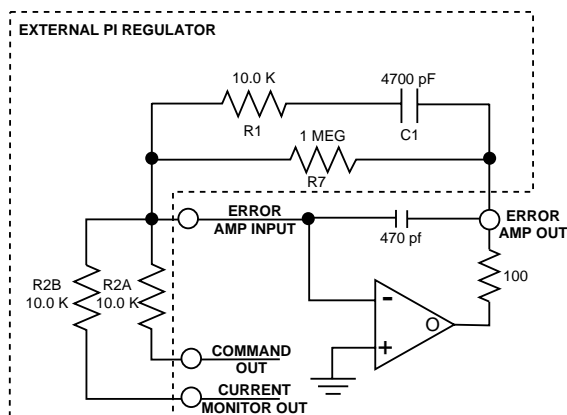 EXTERNAL PI REGULATOR
10.0 K
4700 pF
R1
C1
1 MEG
R7
ERROR
AMP INPUT
470 pf
ERROR
AMP OUT
R2B
10.0 K
R2A
10.0 K
100
-
+
O
COMMAND
OUT
CURRENT
MONITOR OUT